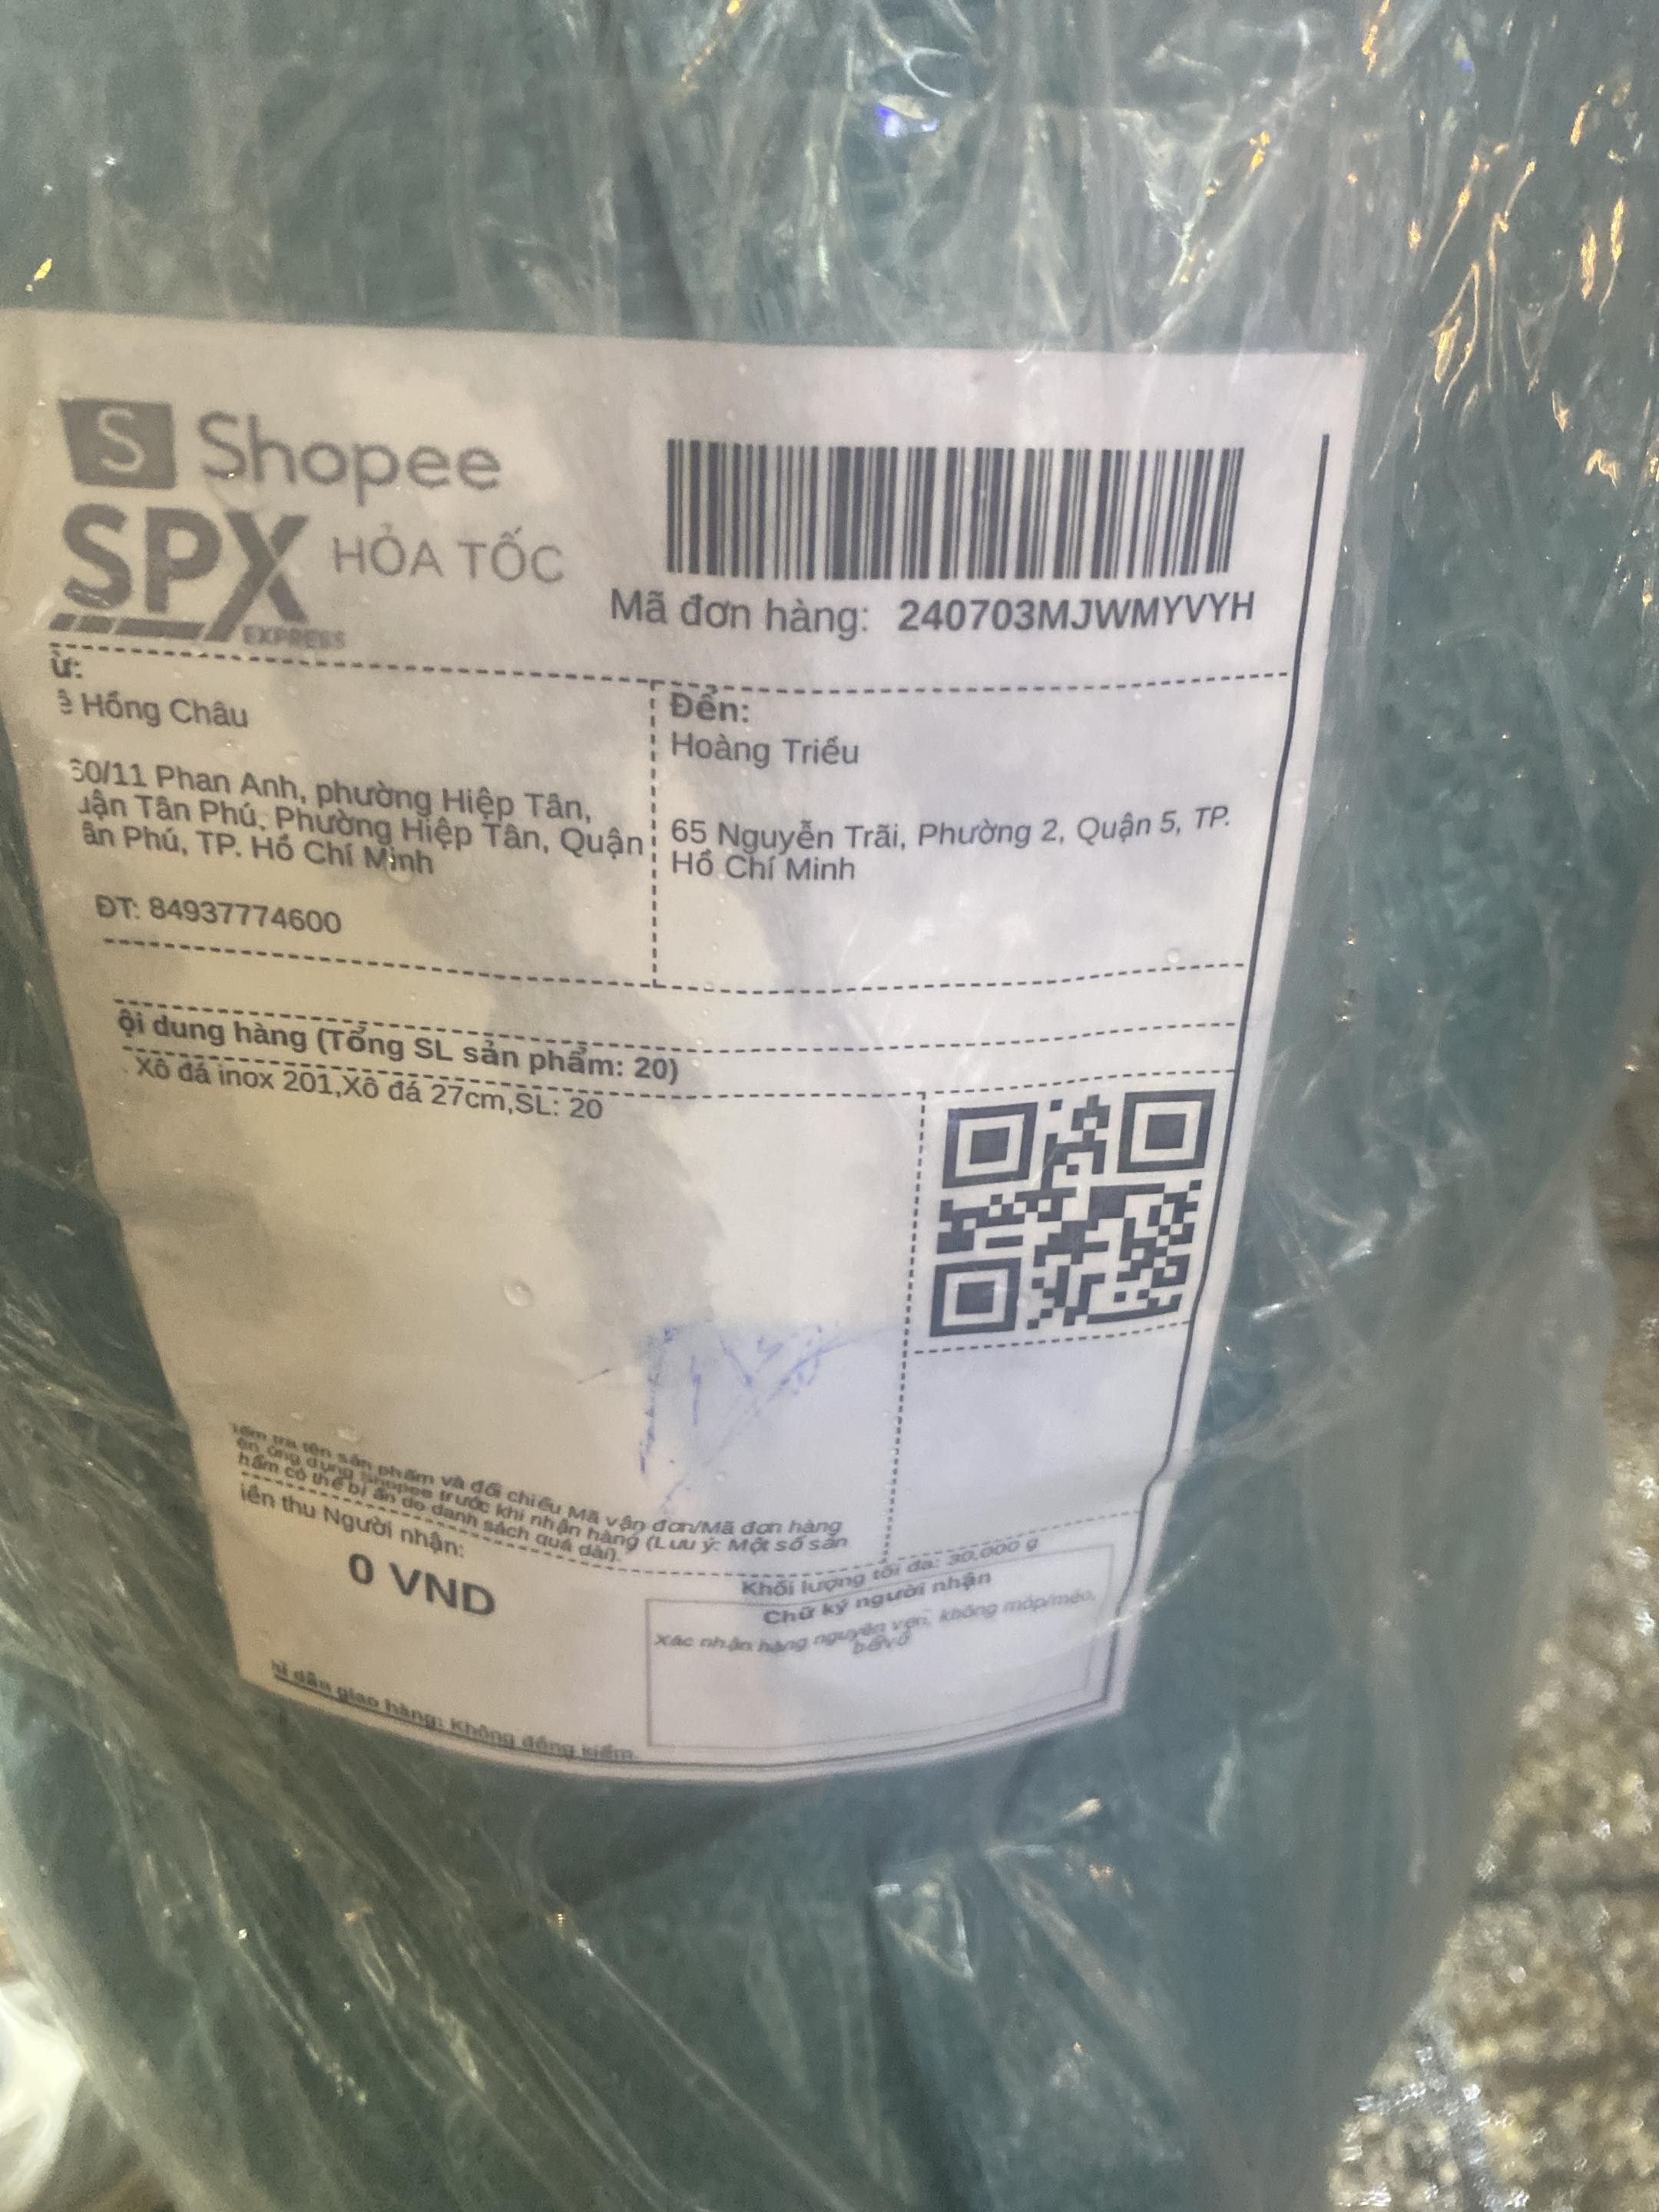 S Shopee
SPX HỎA TỐC
EXPRESS
Mã đơn hàng: 240703MJWMYVYH
ừ:
ê Hồng Châu
60/11 Phan Anh, phường Hiệp Tân,
uận Tân Phú, Phường Hiệp Tân, Quận
ân Phú, TP. Hồ Chí Minh
ĐT: 84937774600
Đến:
Hoàng Triều
65 Nguyễn Trãi, Phường 2, Quận 5, TP.
Hồ Chí Minh
ội dung hàng (Tổng SL sản phẩm: 20)
Xô đá inox 201,Xô đá 27cm,SL: 20
iểm tra tên sản phẩm và đối chiếu Mã vận đơn/Mã đơn hàng
ên ứng dụng Shopee trước khi nhận hàng (Lưu ý: Một số sản
hẩm có thể bị ẩn do danh sách quá dài).
iền thu Người nhận:
0 VND
Khối lượng tối đa: 30.000 g
Chữ ký người nhận
Xác nhận hàng nguyên vẹn, không móp/méo,
bể/vỡ
hỉ dẫn giao hàng: Không đồng kiểm.